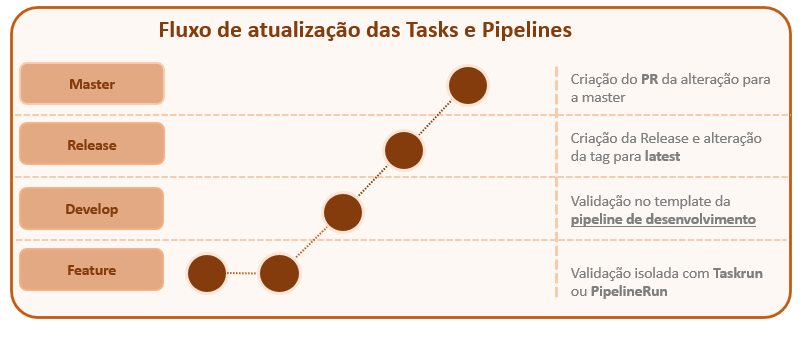 Fluxo de atualização das Tasks e Pipelines
Master
Criação do PR da alteração para
a master
Release
Criação da Release e alteração
da tag para latest
Develop
Validação no template da
pipeline de desenvolvimento
Feature
Validação isolada com Taskrun
ou PipelineRun